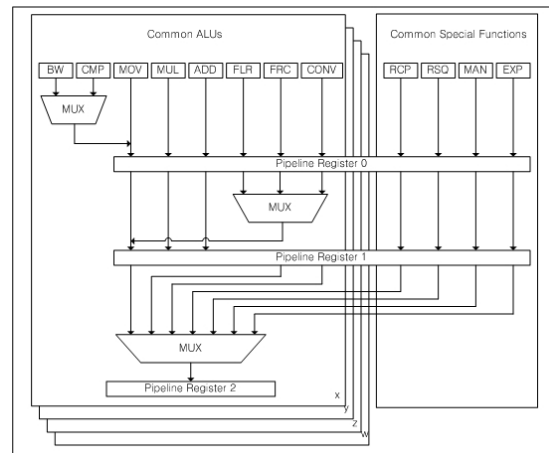 Common ALUs
Common Special Functions
BW CMP MOV MUL ADD FLR FRC CONV
RCP RSQ MAN EXP
MUX
Pipeline Register 0
MUX
Pipeline Register 1
MUX
Pipeline Register 2
x
y
z
w